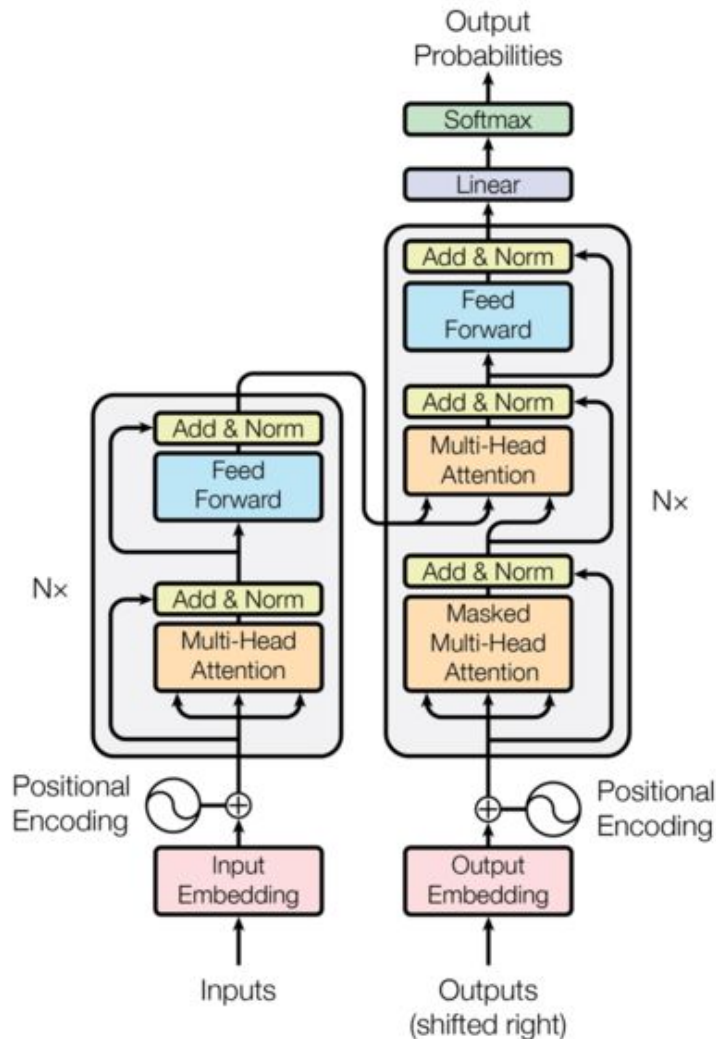 Output
Probabilities
Softmax
Linear
Add & Norm
Feed
Forward
Add & Norm
Multi-Head
Attention
Add & Norm
Masked
Multi-Head
Attention
N×
Add & Norm
Feed
Forward
Add & Norm
Multi-Head
Attention
N×
Positional
Encoding
Positional
Encoding
Input
Embedding
Output
Embedding
Inputs
Outputs
(shifted right)